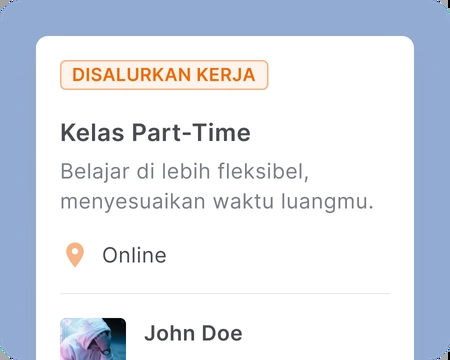 DISALURKAN KERJA
Kelas Part-Time
Belajar di lebih fleksibel,
menyesuaikan waktu luangmu.
Online
John Doe